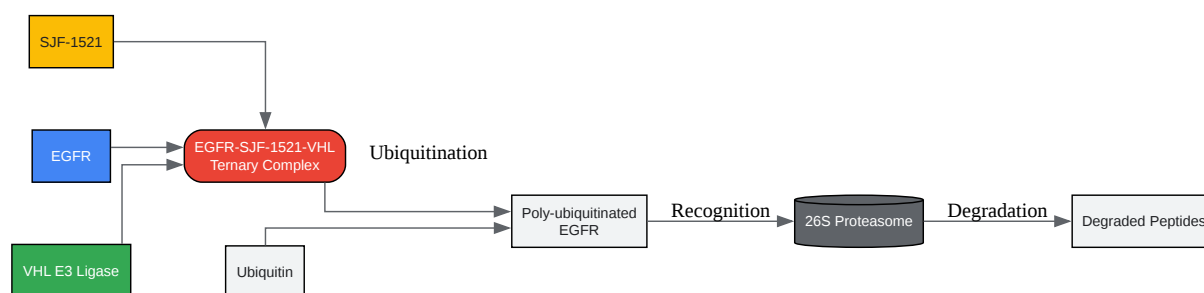 SJF-1521
EGFR
EGFR-SJF-1521-VHL
Ternary Complex
Ubiquitination
VHL E3 Ligase
Ubiquitin
Poly-ubiquitinated
EGFR
Recognition
26S Proteasome
Degradation
Degraded Peptides